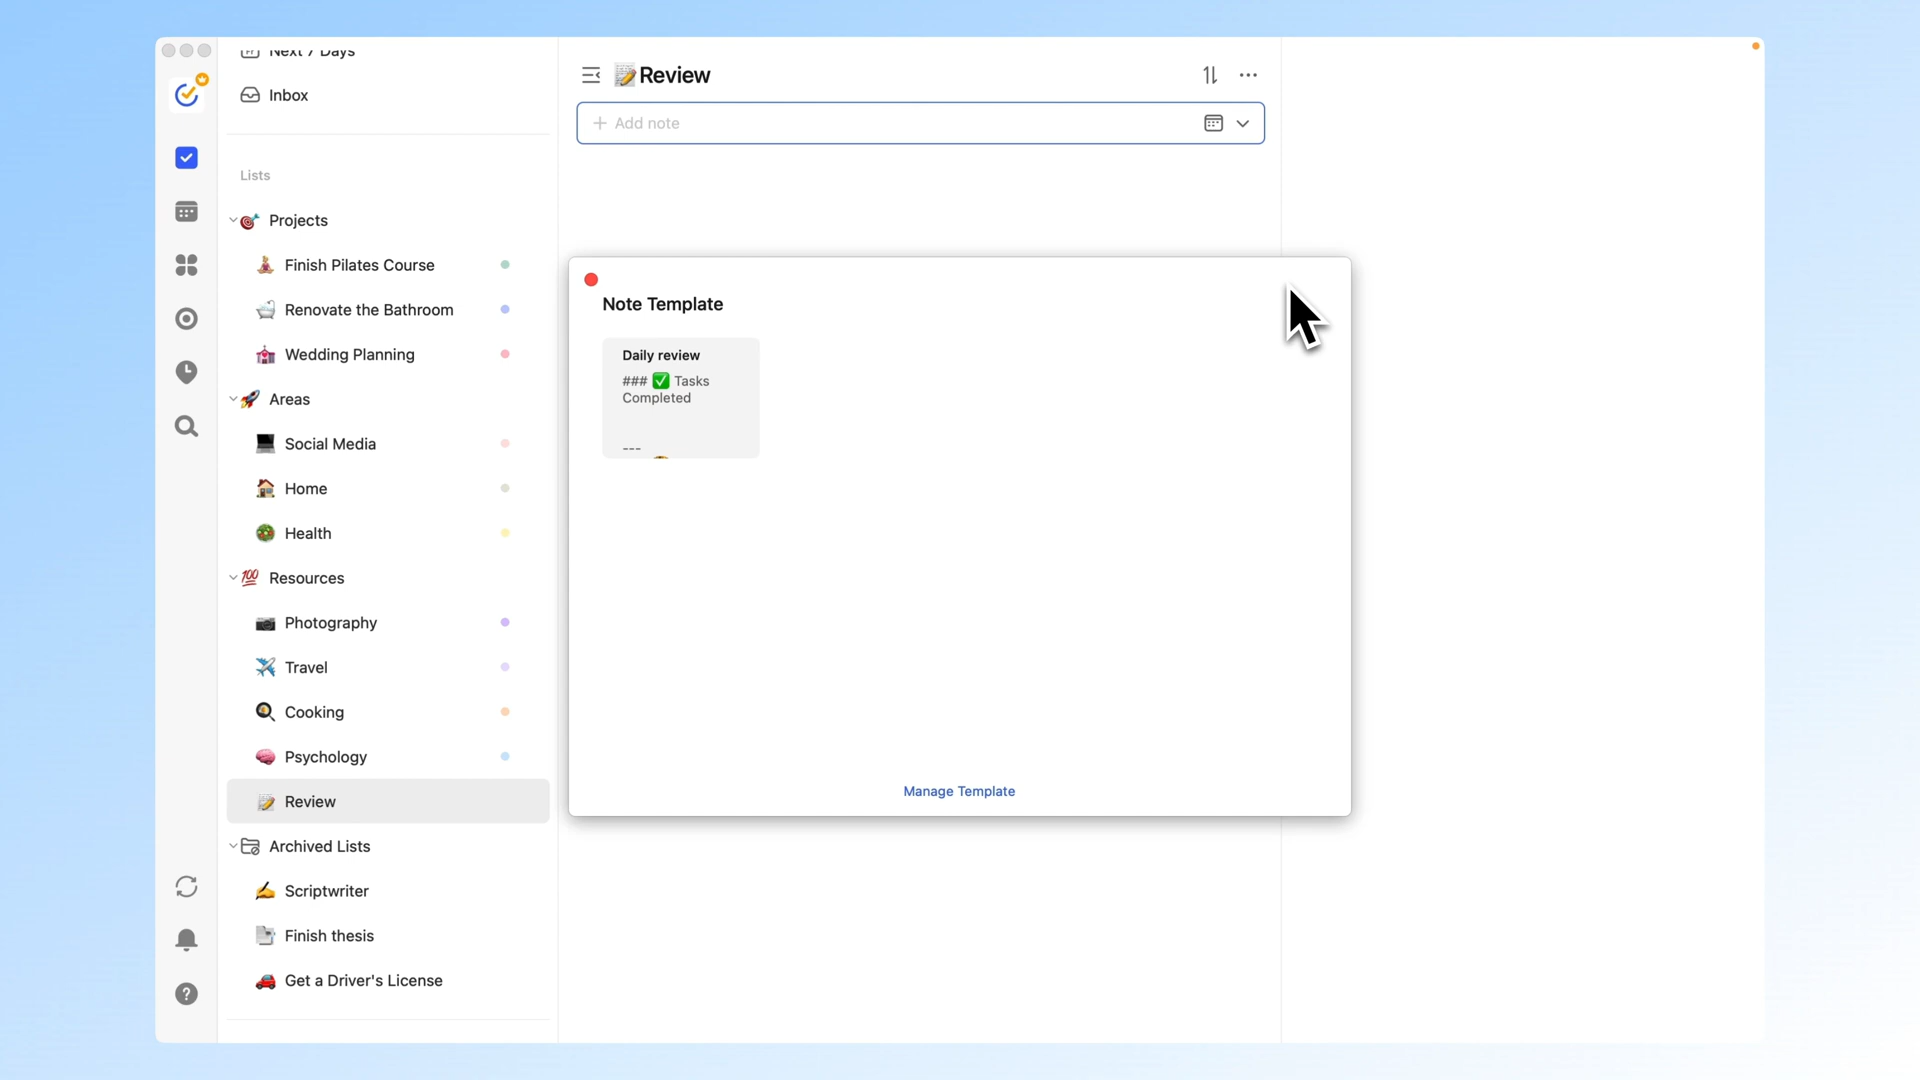 Next 7 Days
Inbox
Lists
Projects
Finish Pilates Course
Renovate the Bathroom
Wedding Planning
Areas
Social Media
Home
Health
Resources
Photography
Travel
Cooking
Psychology
Review
Archived Lists
Scriptwriter
Finish thesis
Get a Driver's License
Review
Add note
Note Template
Daily review
### ✅ Tasks
Completed
---
Manage Template